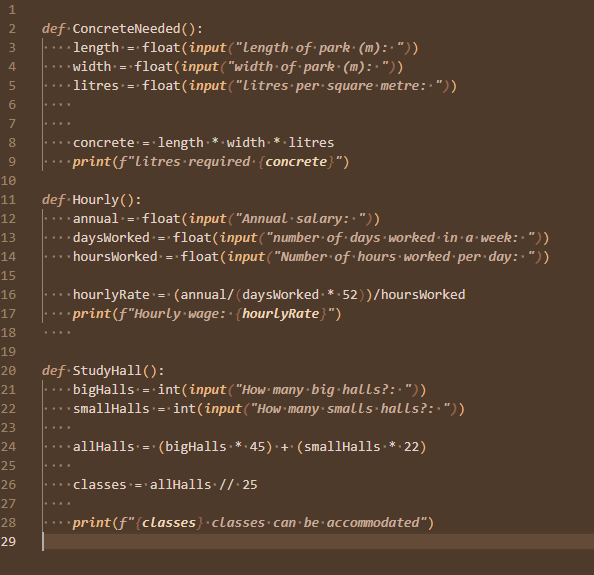 1
2 def ConcreteNeeded():
3     length = float(input("length of park (m): "))
4     width = float(input("width of park (m): "))
5     litres = float(input("litres per square metre: "))
6
7
8     concrete = length * width * litres
9     print(f"litres required {concrete}")
10
11 def Hourly():
12     annual = float(input("Annual salary: "))
13     daysWorked = float(input("number of days worked in a week: "))
14     hoursWorked = float(input("Number of hours worked per day: "))
15
16     hourlyRate = (annual/(daysWorked * 52))/hoursWorked
17     print(f"Hourly wage: {hourlyRate}")
18
19
20 def StudyHall():
21     bigHalls = int(input("How many big halls?: "))
22     smallHalls = int(input("How many smalls halls?: "))
23
24     allHalls = (bigHalls * 45) + (smallHalls * 22)
25
26     classes = allHalls // 25
27
28     print(f"{classes} classes can be accommodated")
29